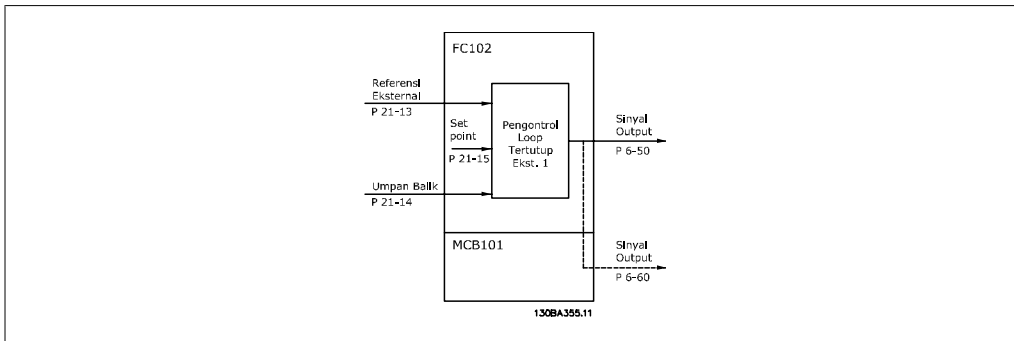 FC102
Referensi
Eksternal
P 21-13
Set
point
P 21-15
Pengontrol
Loop
Tertutup
Ekst. 1
Umpan Balik
P 21-14
Sinyal
Output
P 6-50
MCB101
Sinyal
Output
P 6-60
130BA355.11